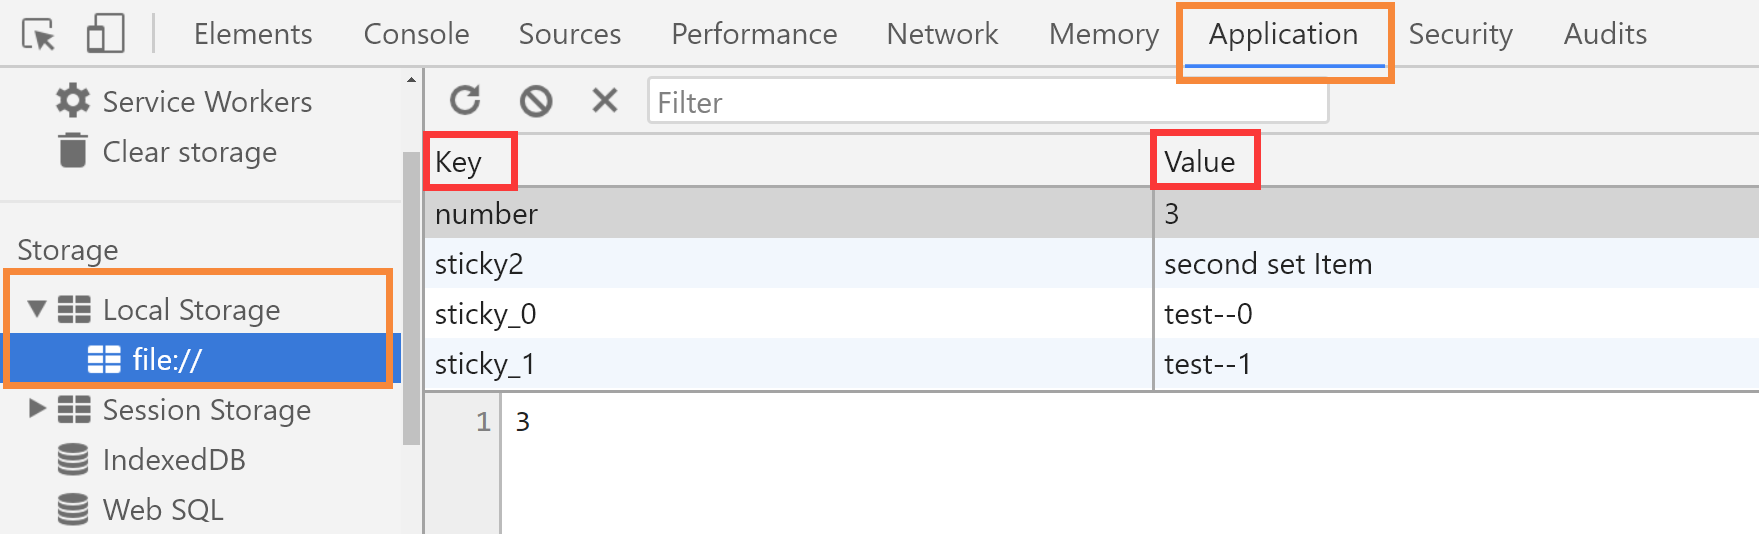 Elements Console Sources Performance Network Memory Application Security Audits
Service Workers
Clear storage
Storage
Local Storage
file://
Session Storage
IndexedDB
Web SQL
Filter
Key Value
number 3
sticky2 second set Item
sticky_0 test--0
sticky_1 test--1
1 3